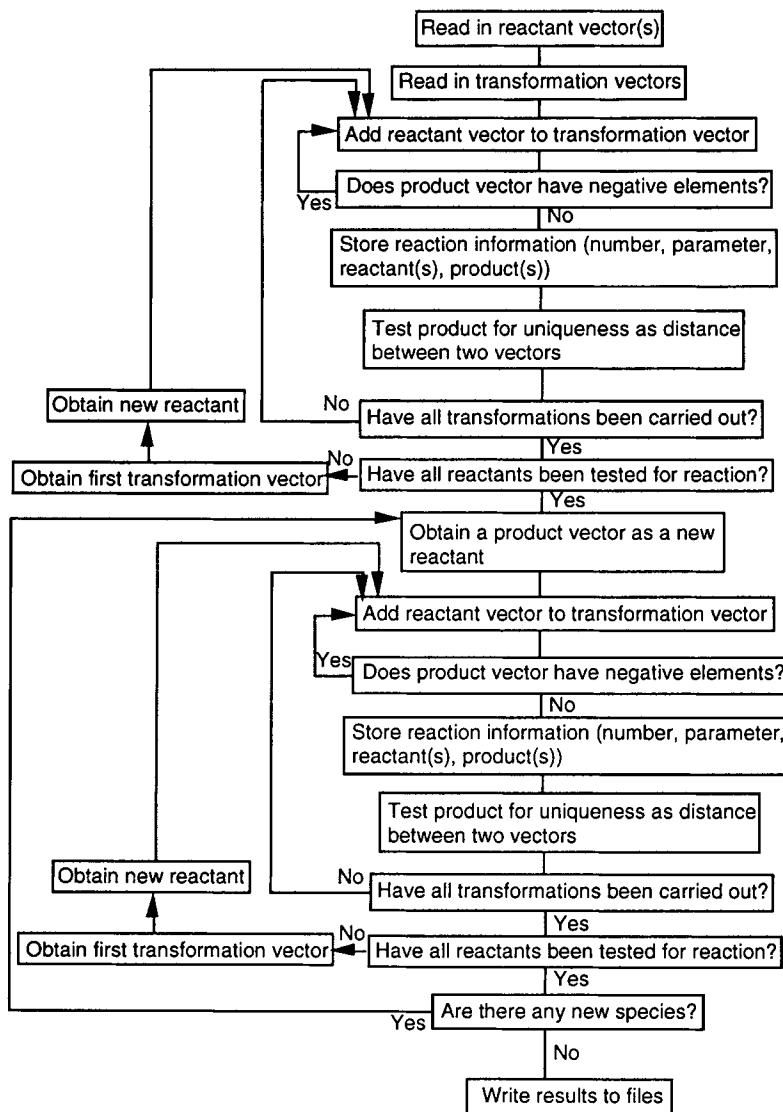 Read in reactant vector(s)
Read in transformation vectors
Add reactant vector to transformation vector
Does product vector have negative elements?
Yes
No
Store reaction information (number, parameter,
reactant(s), product(s))
Test product for uniqueness as distance
between two vectors
Obtain new reactant
No
Have all transformations been carried out?
Yes
Obtain first transformation vector
No
Have all reactants been tested for reaction?
Yes
Obtain a product vector as a new
reactant
Add reactant vector to transformation vector
Yes
Does product vector have negative elements?
No
Store reaction information (number, parameter,
reactant(s), product(s))
Test product for uniqueness as distance
between two vectors
Obtain new reactant
No
Have all transformations been carried out?
Yes
Obtain first transformation vector
No
Have all reactants been tested for reaction?
Yes
Are there any new species?
Yes
No
Write results to files